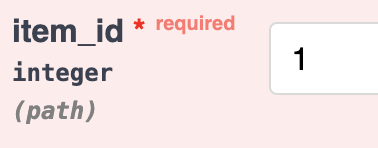 item_id * required
integer
(path)
1